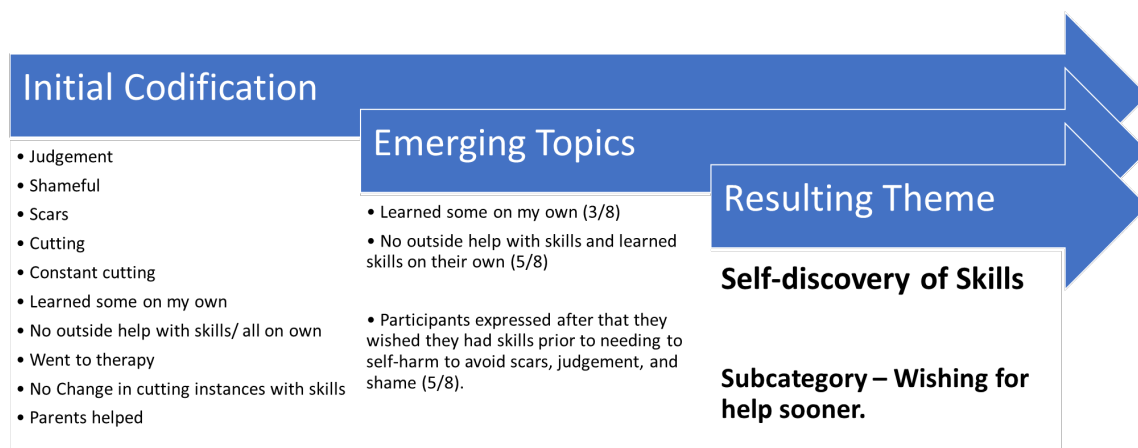 Initial Codification
• Judgement
• Shameful
• Scars
• Cutting
• Constant cutting
• Learned some on my own
• No outside help with skills/ all on own
• Went to therapy
• No Change in cutting instances with skills
• Parents helped
Emerging Topics
• Learned some on my own (3/8)
• No outside help with skills and learned
skills on their own (5/8)
• Participants expressed after that they
wished they had skills prior to needing to
self-harm to avoid scars, judgement, and
shame (5/8).
Resulting Theme
Self-discovery of Skills
Subcategory – Wishing for
help sooner.